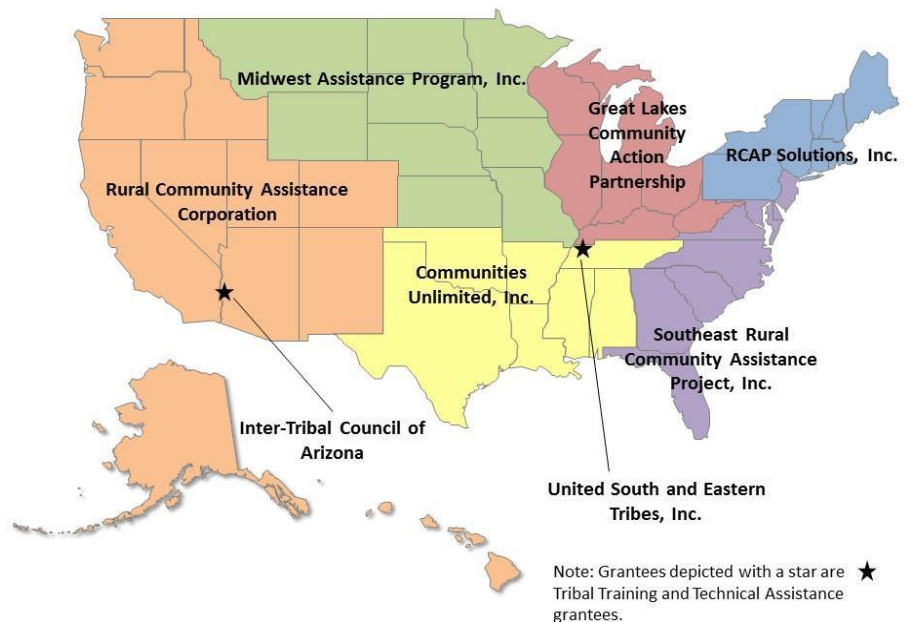 Midwest Assistance Program, Inc.
Great Lakes
Community
Action
Partnership
RCAP Solutions, Inc.
Rural Community Assistance
Corporation
Communities
Unlimited, Inc.
Southeast Rural
Community Assistance
Project, Inc.
Inter-Tribal Council of
Arizona
United South and Eastern
Tribes, Inc.
Note: Grantees depicted with a star are
Tribal Training and Technical Assistance
grantees.